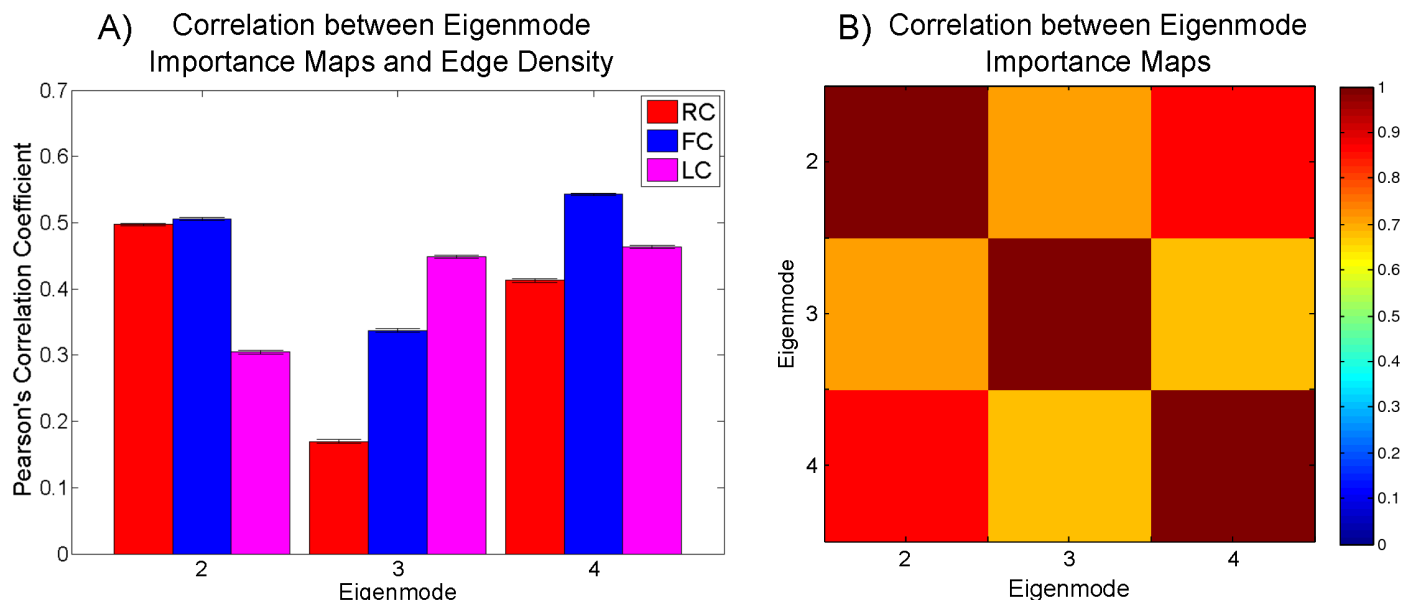 A) Correlation between Eigenmode
Importance Maps and Edge Density
0.7
0.6
0.5
0.4
0.3
0.2
0.1
0
Pearson's Correlation Coefficient
RC
FC
LC
2 3 4
Eigenmode
B) Correlation between Eigenmode
Importance Maps
2
3
4
Eigenmode
2 3 4
Eigenmode
1
0.9
0.8
0.7
0.6
0.5
0.4
0.3
0.2
0.1
0